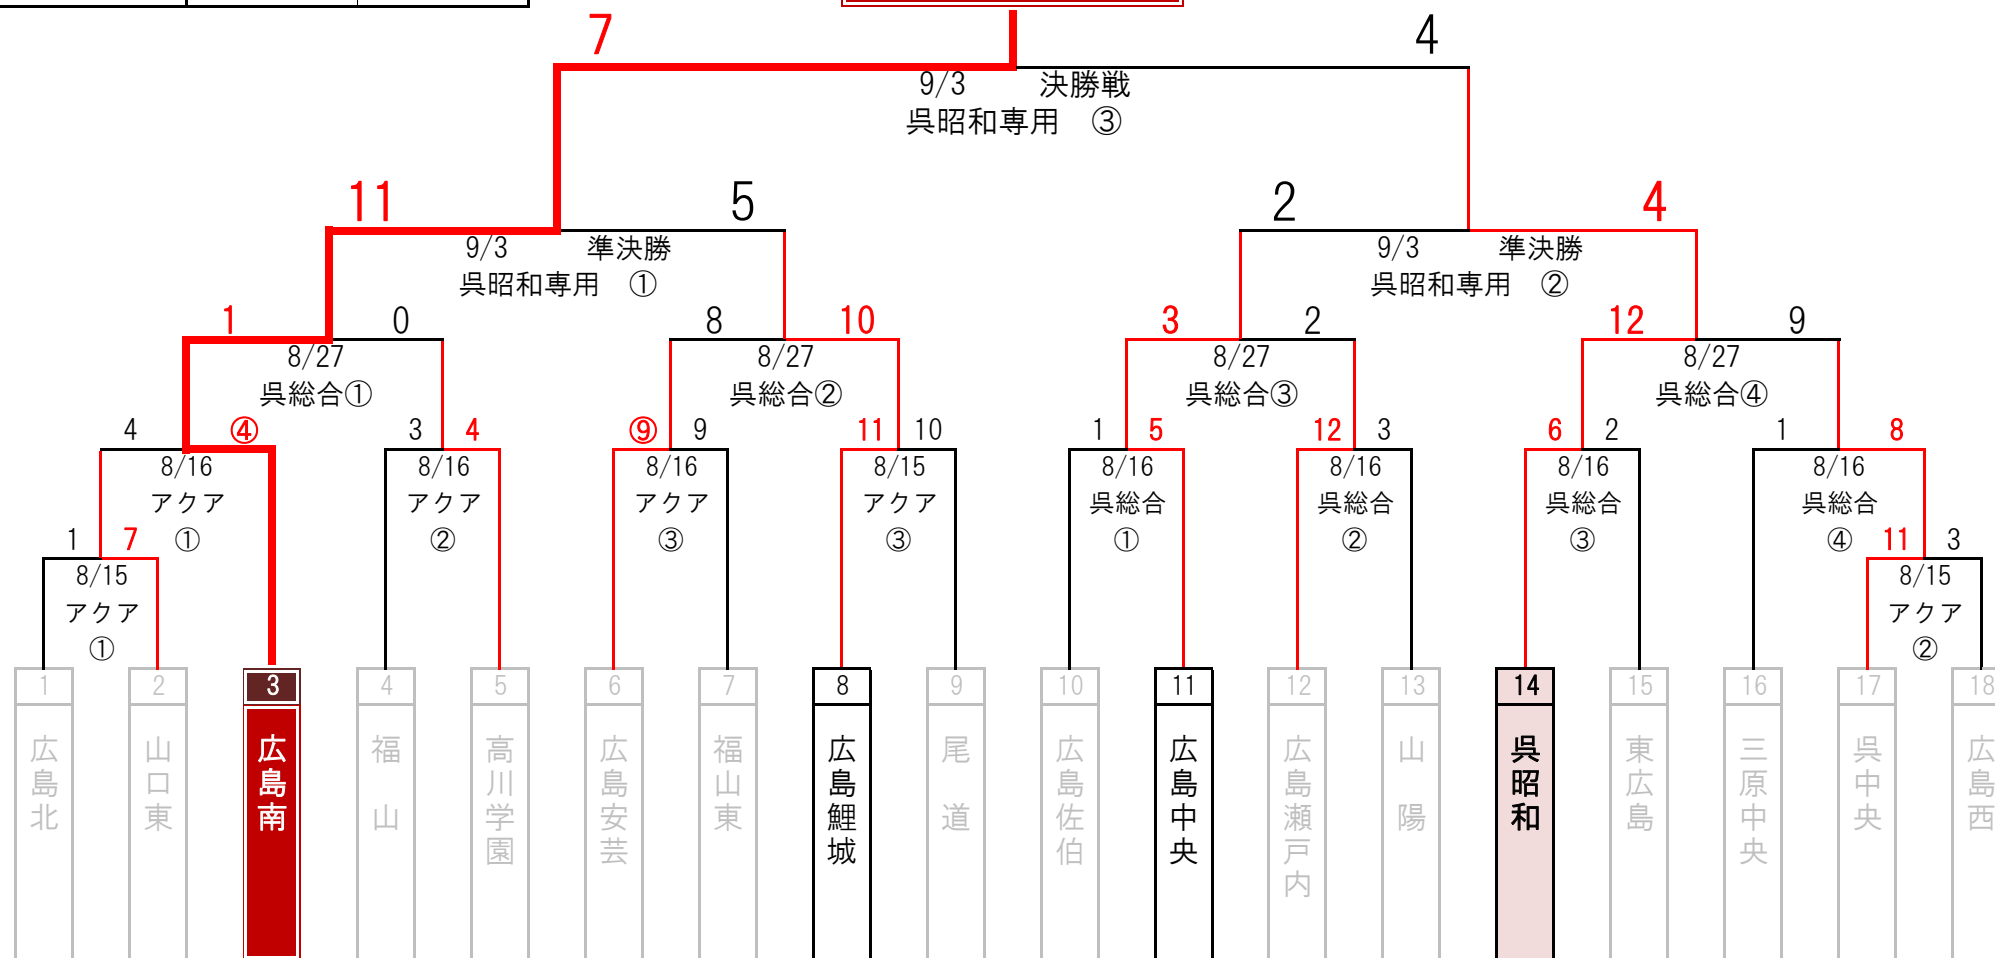 7 4
9/3 決勝戦
呉昭和専用 ③
11 5 2 4
9/3 準決勝 9/3 準決勝
呉昭和専用 ① 呉昭和専用 ②
1 0 8 10 3 2 12 9
8/27 8/27 8/27 8/27
呉総合① 呉総合② 呉総合③ 呉総合④
4 ④ 3 4 ⑨ 9 11 10 1 5 12 3 6 2 1 8
8/16 8/16 8/16 8/15 8/16 8/16 8/16 8/16
アクア アクア アクア アクア 呉総合 呉総合 呉総合 呉総合
1 7 ① ② ③ ③ ① ② ③ ④ 11 3
8/15 8/15
アクア アクア
① ②
1 2 3 4 5 6 7 8 9 10 11 12 13 14 15 16 17 18
広島北
山口東
広島南
福山
高川学園
広島安芸
福山東
広島鯉城
尾道
広島佐伯
広島中央
広島瀬戸内
山陽
呉昭和
東広島
三原中央
呉中央
広島西